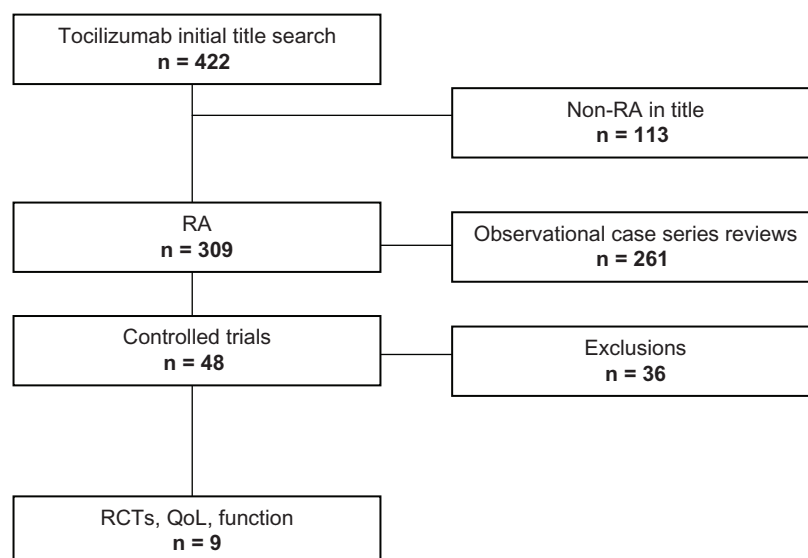 Tocilizumab initial title search
n = 422
Non-RA in title
n = 113
RA
n = 309
Observational case series reviews
n = 261
Controlled trials
n = 48
Exclusions
n = 36
RCTs, QoL, function
n = 9